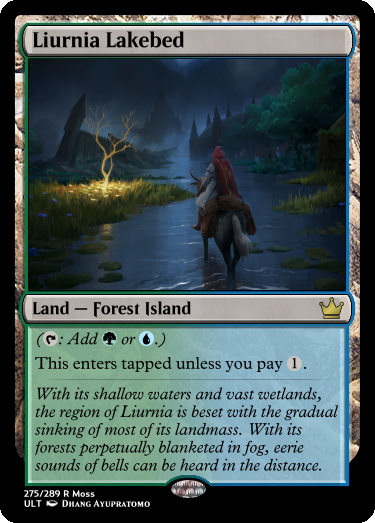 Liurnia Lakebed
Land — Forest Island
(: Add or .)
This enters tapped unless you pay 1.
With its shallow waters and vast wetlands,
the region of Liurnia is beset with the gradual
sinking of most of its landmass. With its
forests perpetually blanketed in fog, eerie
sounds of bells can be heard in the distance.
275/289 R Moss
ULT Dhang Ayupratomo